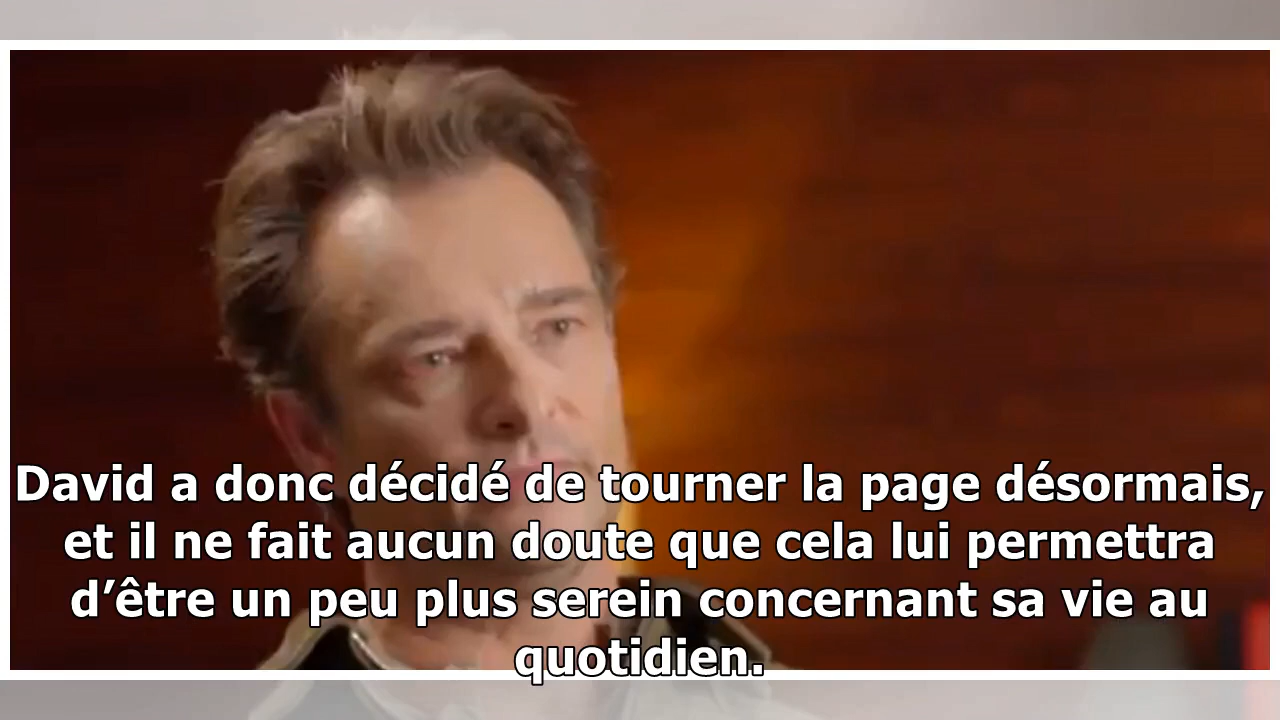 David a donc décidé de tourner la page désormais,
et il ne fait aucun doute que cela lui permettra
d’être un peu plus serein concernant sa vie au
quotidien.